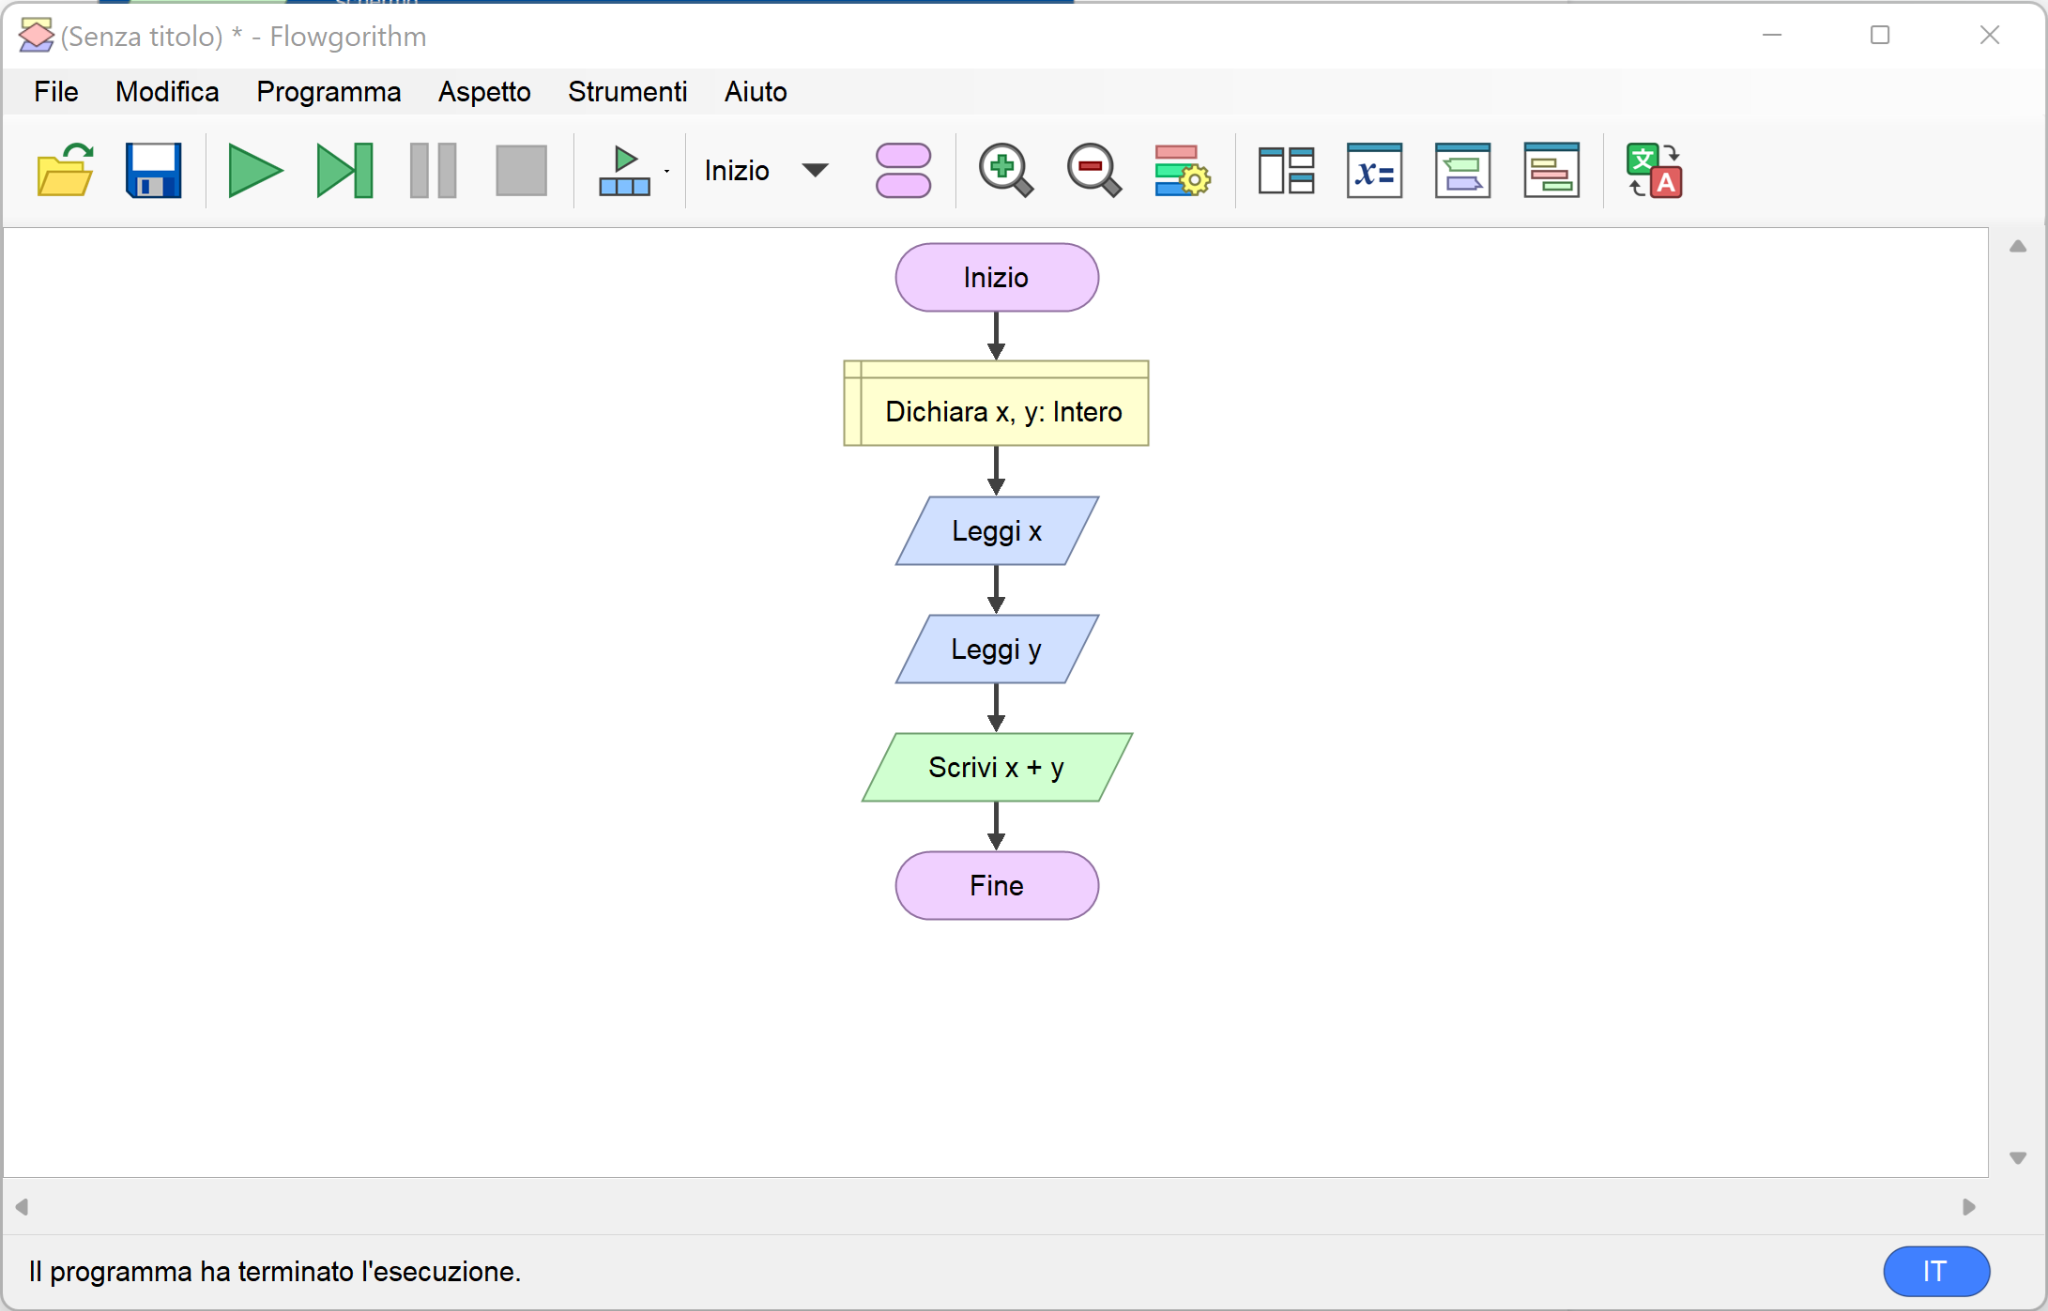 (Senza titolo) * - Flowgorithm
File Modifica Programma Aspetto Strumenti Aiuto
Inizio x= 文 A
Inizio
Dichiara x, y: Intero
Leggi x
Leggi y
Scrivi x + y
Fine
Il programma ha terminato l'esecuzione. IT